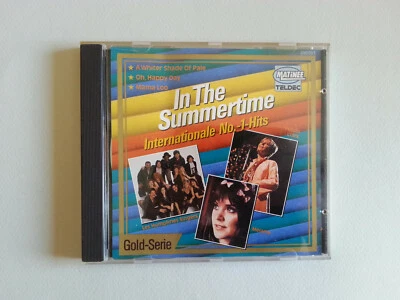 ★ A Whiter Shade Of Pale
★ Oh, Happy Day
★ Mama Loo
MATINEE
TELDEC
In The
Summertime
Internationale No.-1-Hits
Gold-Serie